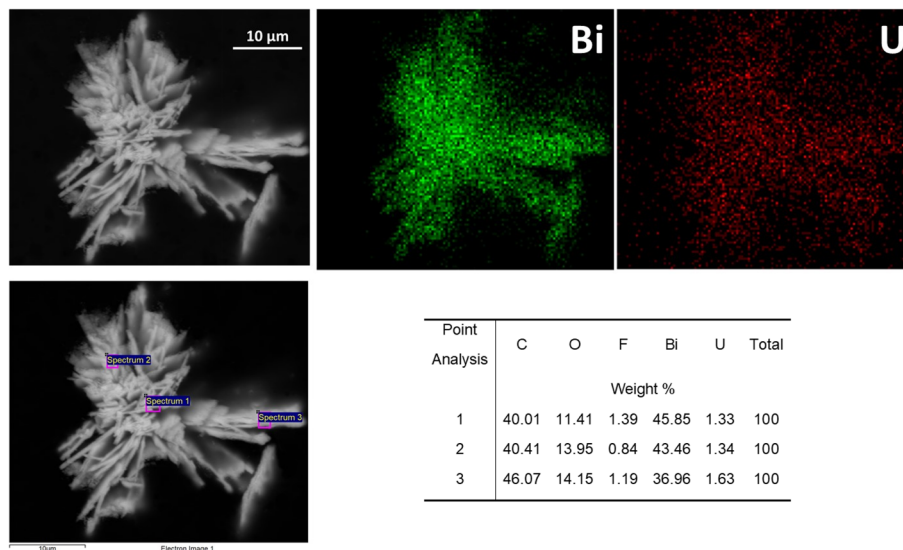 10 µm
Bi
U
Spectrum 2
Spectrum 1
Spectrum 3
10µm Electron Image 1
Point Analysis C O F Bi U Total
Weight %
1 40.01 11.41 1.39 45.85 1.33 100
2 40.41 13.95 0.84 43.46 1.34 100
3 46.07 14.15 1.19 36.96 1.63 100